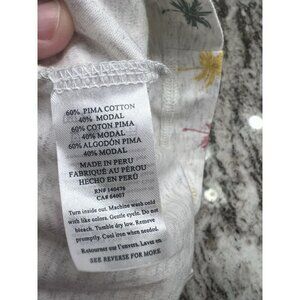 60% PIMA COTTON
40% MODAL
60% COTON PIMA
40% MODAL
60% ALGODÓN PIMA
40% MODAL
MADE IN PERU
FABRIQUÉ AU PÉROU
HECHO EN PERÚ
RN# 140476
CA# 64007
Turn inside out. Machine wash cold
with like colors. Gentle cycle. Do not
bleach. Tumble dry low. Remove
promptly. Cool iron when needed.
Retourner sur l'envers. Laver en
SEE REVERSE FOR MORE.